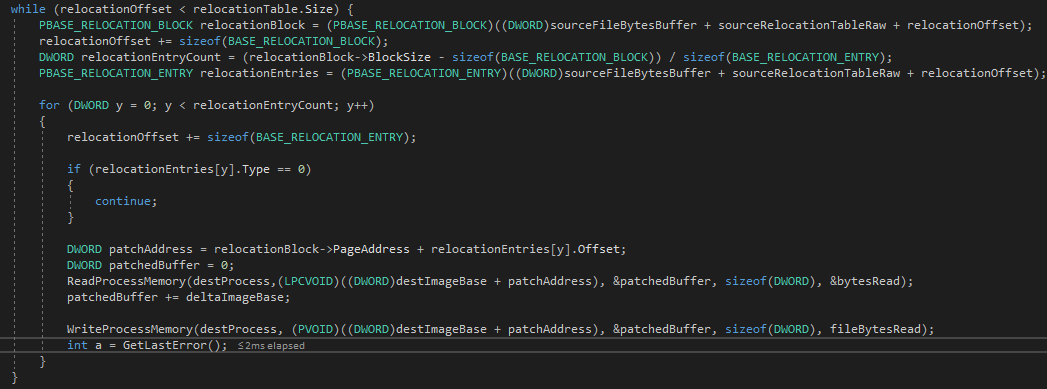 while (relocationOffset < relocationTable.Size) {
PBASE_RELOCATION_BLOCK relocationBlock = (PBASE_RELOCATION_BLOCK)((DWORD)sourceFileBytesBuffer + sourceRelocationTableRaw + relocationOffset);
relocationOffset += sizeof(BASE_RELOCATION_BLOCK);
DWORD relocationEntryCount = (relocationBlock->BlockSize - sizeof(BASE_RELOCATION_BLOCK)) / sizeof(BASE_RELOCATION_ENTRY);
PBASE_RELOCATION_ENTRY relocationEntries = (PBASE_RELOCATION_ENTRY)((DWORD)sourceFileBytesBuffer + sourceRelocationTableRaw + relocationOffset);
for (DWORD y = 0; y < relocationEntryCount; y++)
{
relocationOffset += sizeof(BASE_RELOCATION_ENTRY);
if (relocationEntries[y].Type == 0)
{
continue;
}
DWORD patchAddress = relocationBlock->PageAddress + relocationEntries[y].Offset;
DWORD patchedBuffer = 0;
ReadProcessMemory(destProcess,(LPCVOID)((DWORD)destImageBase + patchAddress), &patchedBuffer, sizeof(DWORD), &bytesRead);
patchedBuffer += deltaImageBase;
WriteProcessMemory(destProcess, (PVOID)((DWORD)destImageBase + patchAddress), &patchedBuffer, sizeof(DWORD), fileBytesRead);
int a = GetLastError(); ≤2ms elapsed
}
}